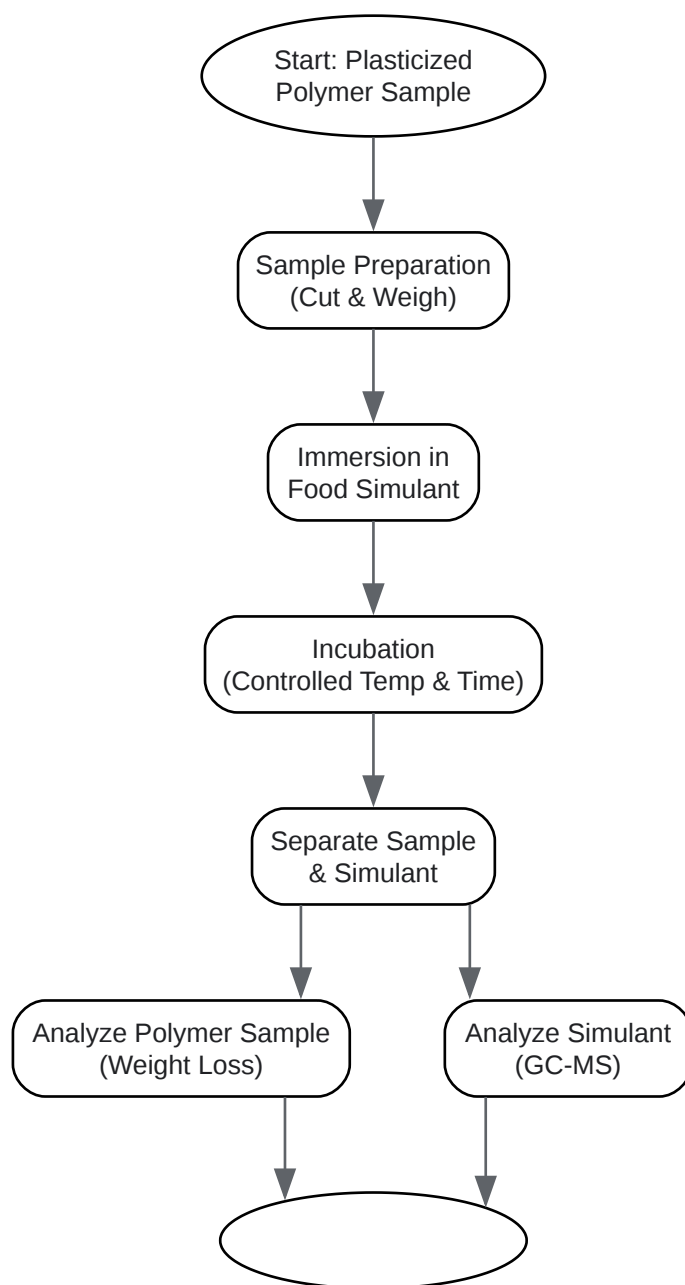 Start: Plasticized
Polymer Sample
Sample Preparation
(Cut & Weigh)
Immersion in
Food Simulant
Incubation
(Controlled Temp & Time)
Separate Sample
& Simulant
Analyze Polymer Sample
(Weight Loss)
Analyze Simulant
(GC-MS)